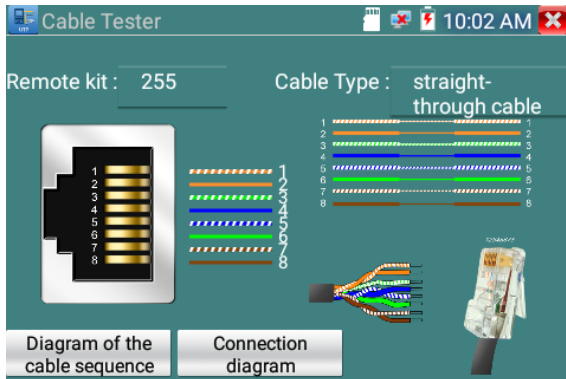 Cable Tester
10:02 AM
Remote kit : 255
Cable Type : straight-
through cable
1 1
2 2
3 3
4 4
5 5
6 6
7 7
8 8
1
2
3
4
5
6
7
8
1
2
3
4
5
6
7
8
12345678
Diagram of the
cable sequence
Connection
diagram